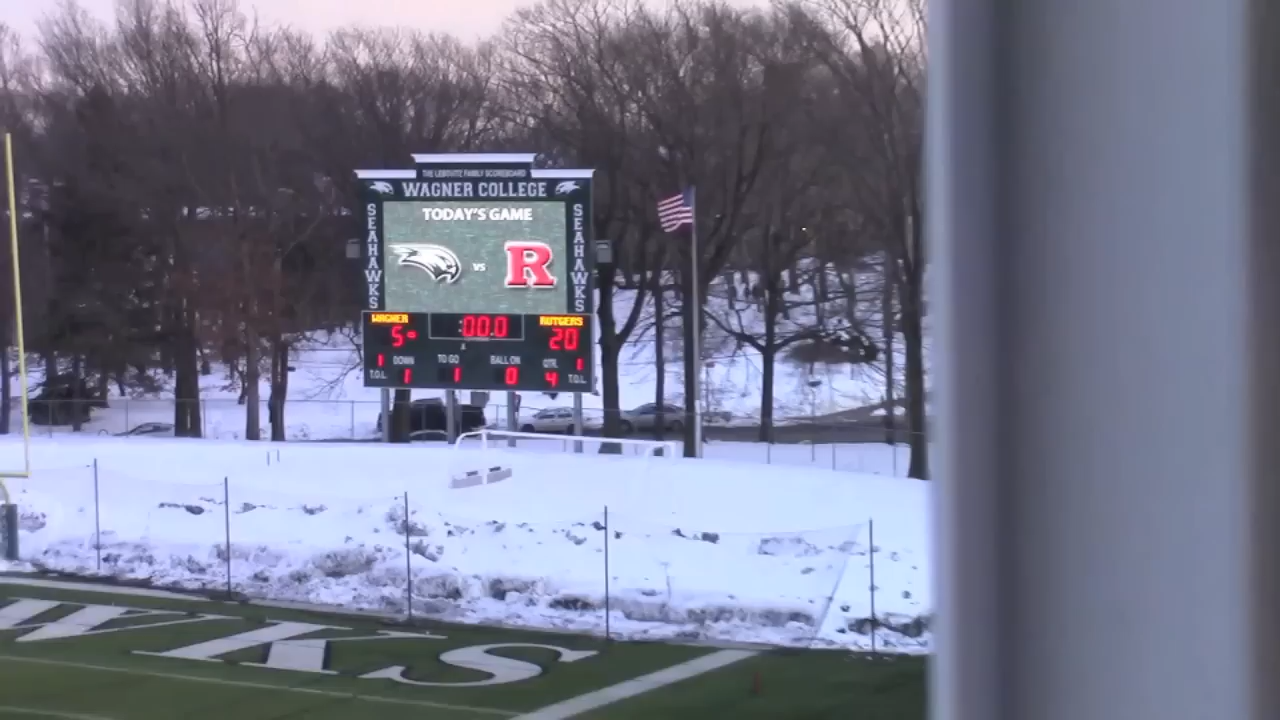 THE LEBOVITZ FAMILY SCOREBOARD
WAGNER COLLEGE
SEAHAWKS
TODAY'S GAME
VS
R
SEAHAWKS
WAGNER
:00.0
RUTGERS
5
20
1 DOWN TO GO BALL ON QTR. 1
T.O.L. 1 1 0 4 T.O.L.
WKS